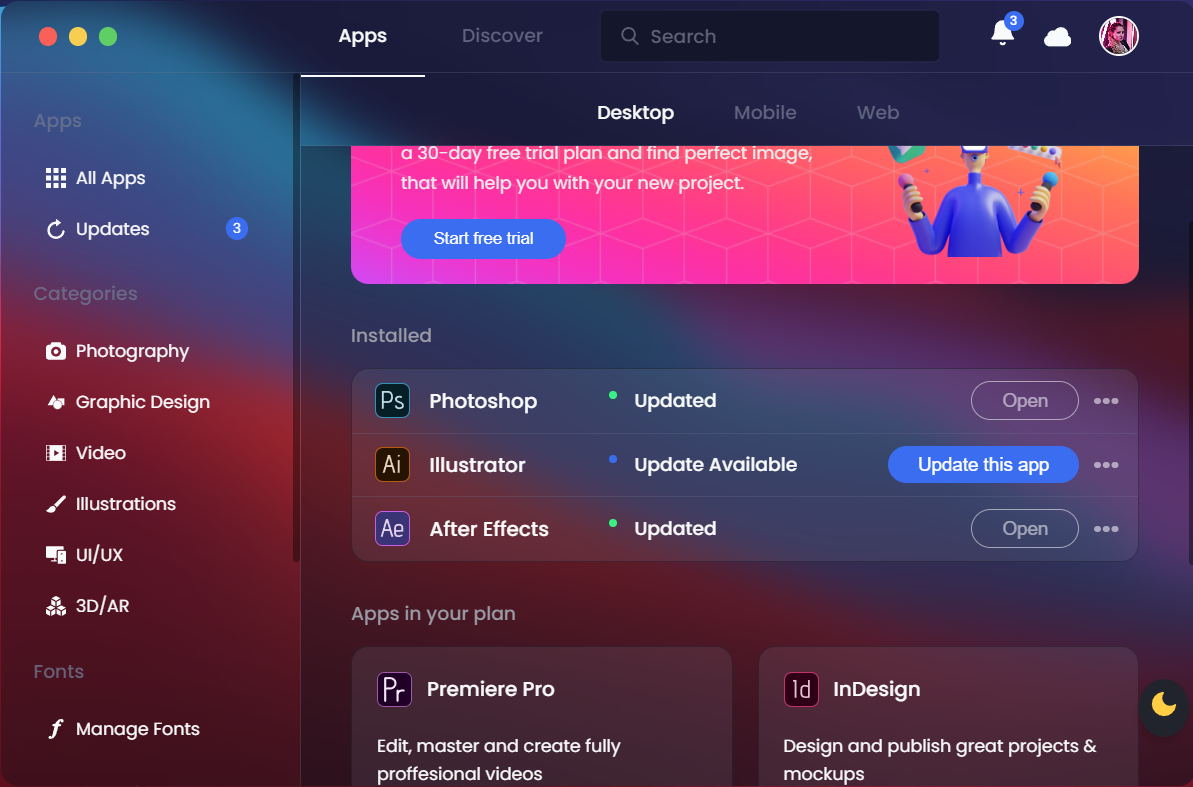 Apps
Discover
Search
3
Desktop
Mobile
Web
Apps
All Apps
Updates
3
Categories
Photography
Graphic Design
Video
Illustrations
UI/UX
3D/AR
Fonts
Manage Fonts
a 30-day free trial plan and find perfect image,
that will help you with your new project.
Start free trial
Installed
Ps Photoshop Updated Open
Ai Illustrator Update Available Update this app
Ae After Effects Updated Open
Apps in your plan
Pr Premiere Pro
Edit, master and create fully
proffesional videos
Id InDesign
Design and publish great projects &
mockups